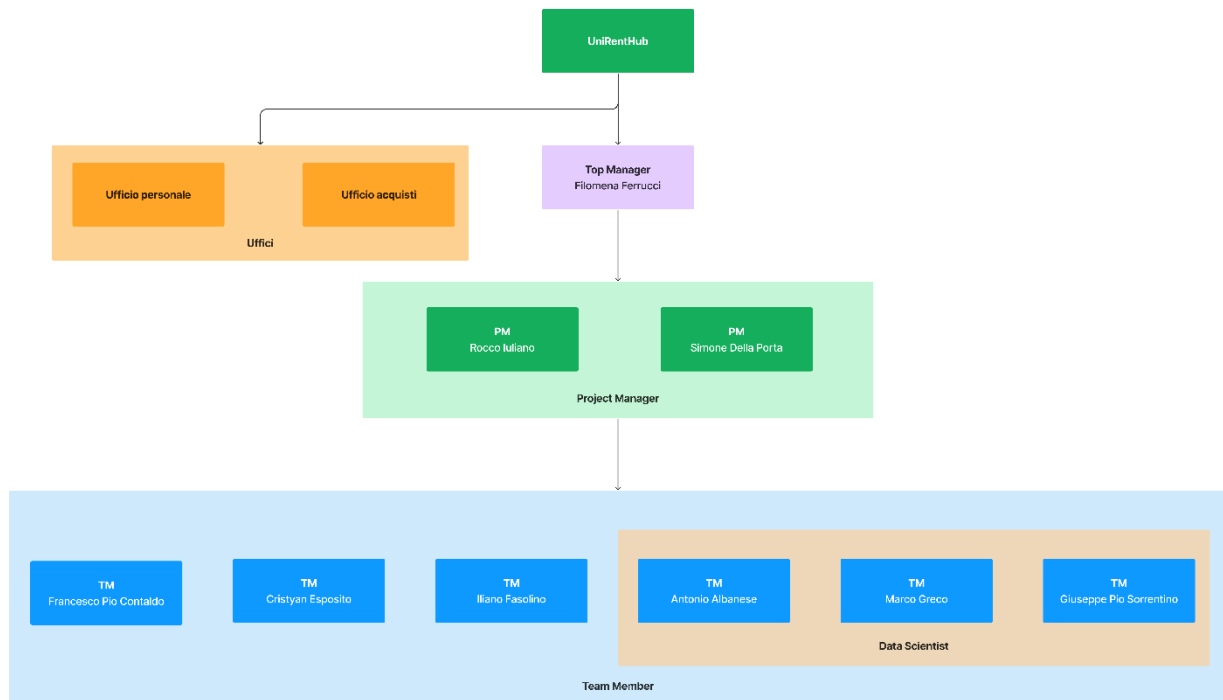 UniRentHub
Ufficio personale
Ufficio acquisti
Uffici
Top Manager
Filomena Ferrucci
PM
Rocco Iuliano
PM
Simone Della Porta
Project Manager
TM
Francesco Pio Contaldo
TM
Cristyan Esposito
TM
Iliano Fasolino
TM
Antonio Albanese
TM
Marco Greco
TM
Giuseppe Pio Sorrentino
Data Scientist
Team Member